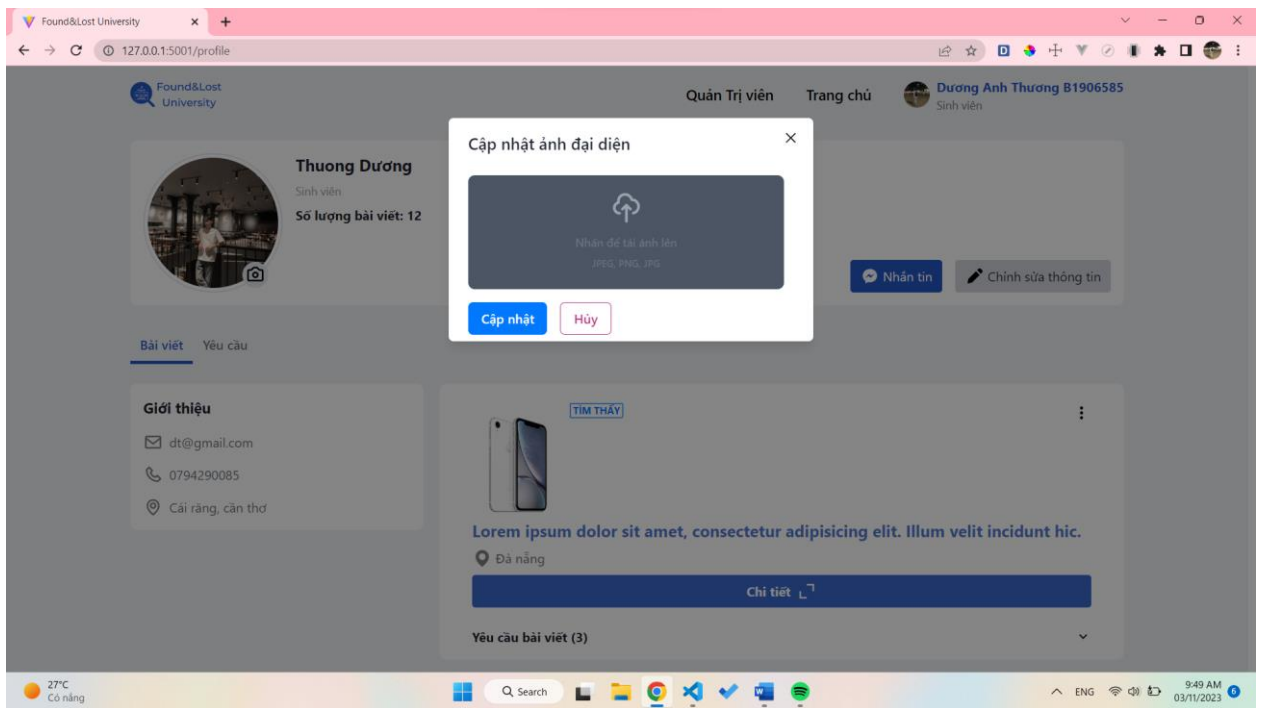 Found&Lost University
127.0.0.1:5001/profile
Found&Lost
University
Quản Trị viên
Trang chủ
Dương Anh Thương B1906585
Sinh viên
Cập nhật ảnh đại diện
Nhấn để tải ảnh lên
JPEG, PNG, JPG
Cập nhật
Hủy
Thuong Dương
Sinh viên
Số lượng bài viết: 12
Nhắn tin
Chỉnh sửa thông tin
Bài viết
Yêu cầu
Giới thiệu
dt@gmail.com
0794290085
Cái răng, cần thơ
TÌM THẤY
Lorem ipsum dolor sit amet, consectetur adipisicing elit. Illum velit incidunt hic.
Đà nẵng
Chi tiết
Yêu cầu bài viết (3)
27°C
Có nắng
Search
ENG
9:49 AM
03/11/2023
6